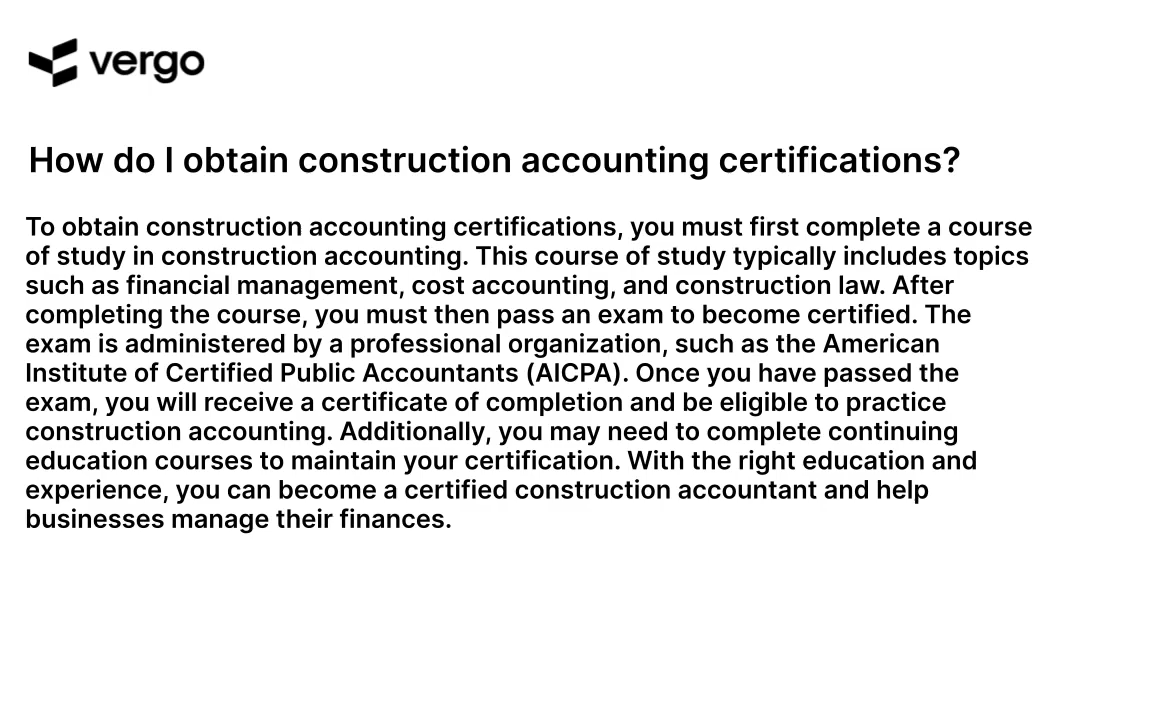 vergo
How do I obtain construction accounting certifications?
To obtain construction accounting certifications, you must first complete a course
of study in construction accounting. This course of study typically includes topics
such as financial management, cost accounting, and construction law. After
completing the course, you must then pass an exam to become certified. The
exam is administered by a professional organization, such as the American
Institute of Certified Public Accountants (AICPA). Once you have passed the
exam, you will receive a certificate of completion and be eligible to practice
construction accounting. Additionally, you may need to complete continuing
education courses to maintain your certification. With the right education and
experience, you can become a certified construction accountant and help
businesses manage their finances.